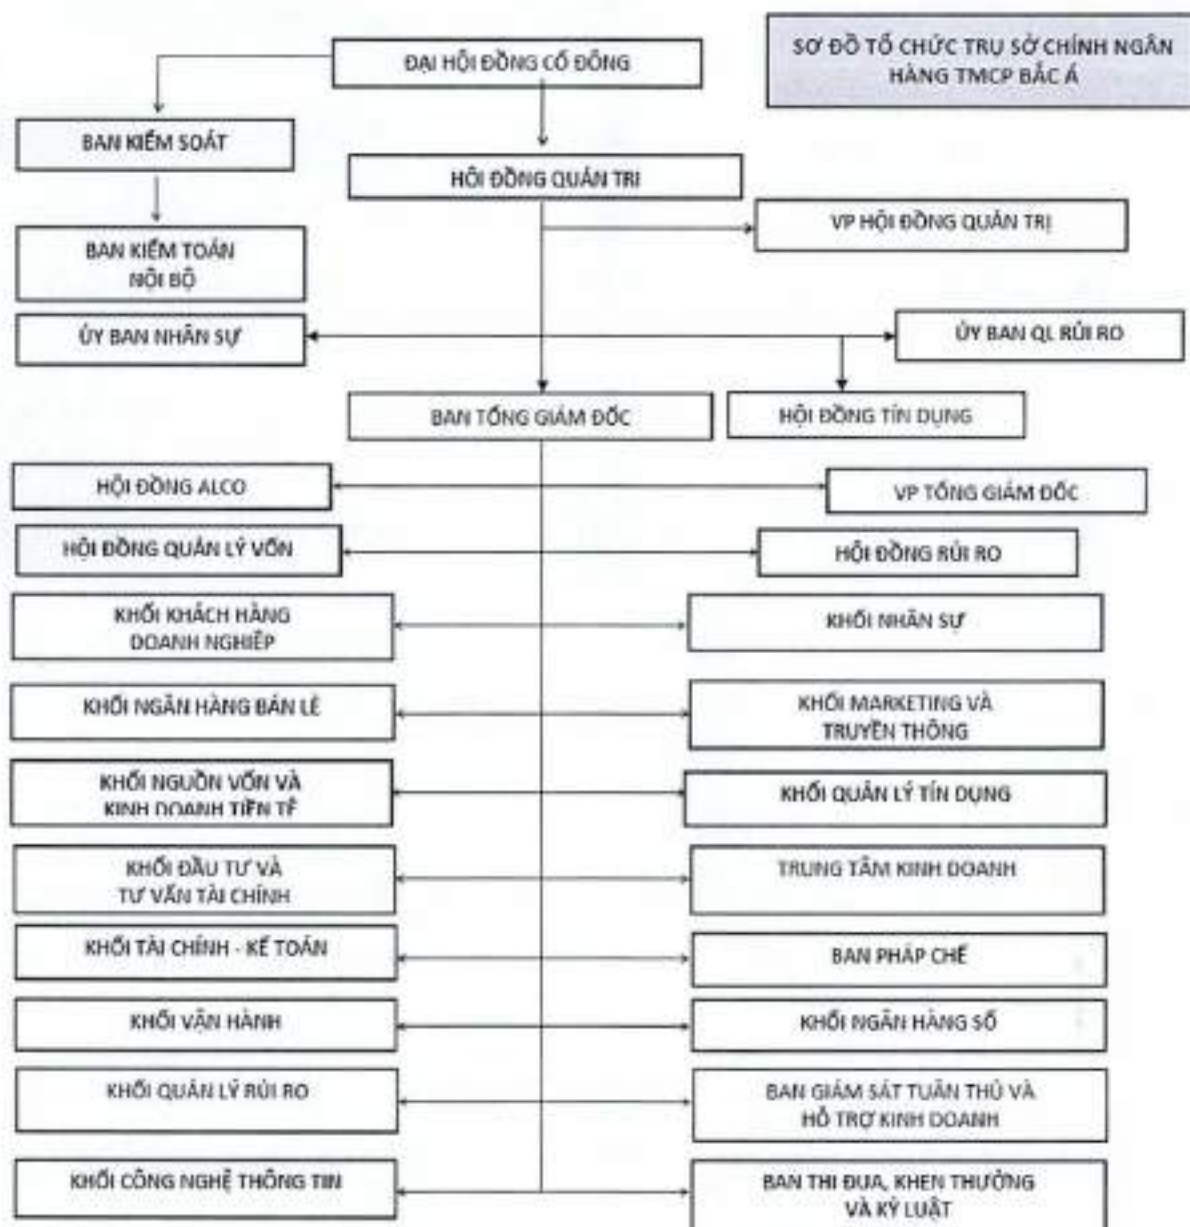 SƠ ĐỒ TỔ CHỨC TRỤ SỞ CHÍNH NGÂN
HÀNG TMCP BẮC Á
ĐẠI HỘI ĐỒNG CỔ ĐÔNG
BAN KIỂM SOÁT
HỘI ĐỒNG QUẢN TRỊ
VP HỘI ĐỒNG QUẢN TRỊ
BAN KIỂM TOÁN
NỘI BỘ
ỦY BAN NHÂN SỰ
ỦY BAN QL RỦI RO
BAN TỔNG GIÁM ĐỐC
HỘI ĐỒNG TÍN DỤNG
HỘI ĐỒNG ALCO
VP TỔNG GIÁM ĐỐC
HỘI ĐỒNG QUẢN LÝ VỐN
HỘI ĐỒNG RỦI RO
KHỐI KHÁCH HÀNG
DOANH NGHIỆP
KHỐI NHÂN SỰ
KHỐI NGÂN HÀNG BÁN LẺ
KHỐI MARKETING VÀ
TRUYỀN THÔNG
KHỐI NGUỒN VỐN VÀ
KINH DOANH TIỀN TỆ
KHỐI QUẢN LÝ TÍN DỤNG
KHỐI ĐẦU TƯ VÀ
TƯ VẤN TÀI CHÍNH
TRUNG TÂM KINH DOANH
KHỐI TÀI CHÍNH - KẾ TOÁN
BAN PHÁP CHẾ
KHỐI VẬN HÀNH
KHỐI NGÂN HÀNG SỐ
KHỐI QUẢN LÝ RỦI RO
BAN GIÁM SÁT TUÂN THỦ VÀ
HỖ TRỢ KINH DOANH
KHỐI CÔNG NGHỆ THÔNG TIN
BAN THI ĐUA, KHEN THƯỞNG
VÀ KỶ LUẬT